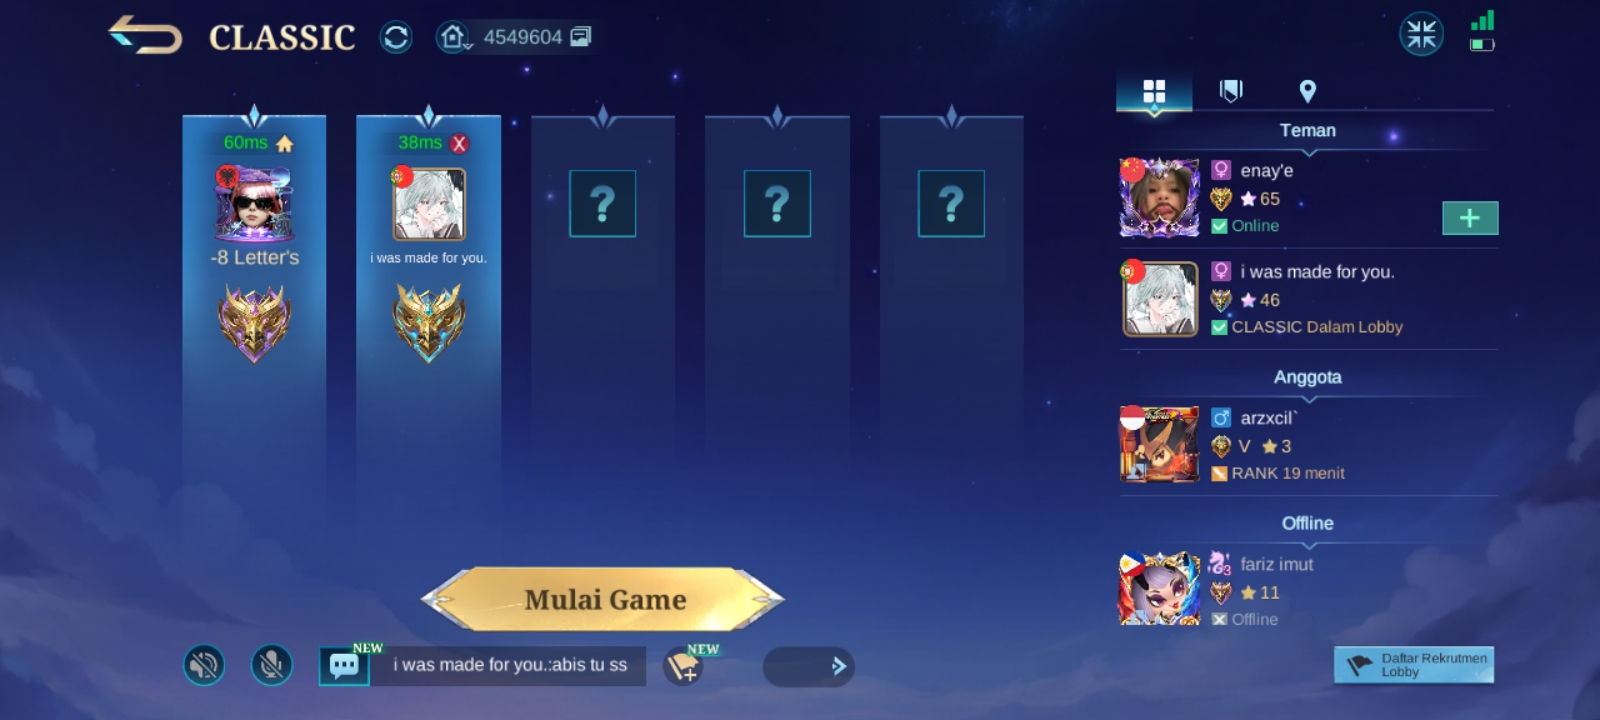 CLASSIC
4549604
60ms
38ms
-8 Letter's
i was made for you.
?
?
?
Teman
enay'e
65
Online
i was made for you.
46
CLASSIC Dalam Lobby
Anggota
arzxcil`
V 3
RANK 19 menit
Offline
3 fariz imut
11
Offline
Mulai Game
NEW
i was made for you.:abis tu ss
NEW
Daftar Rekrutmen
Lobby